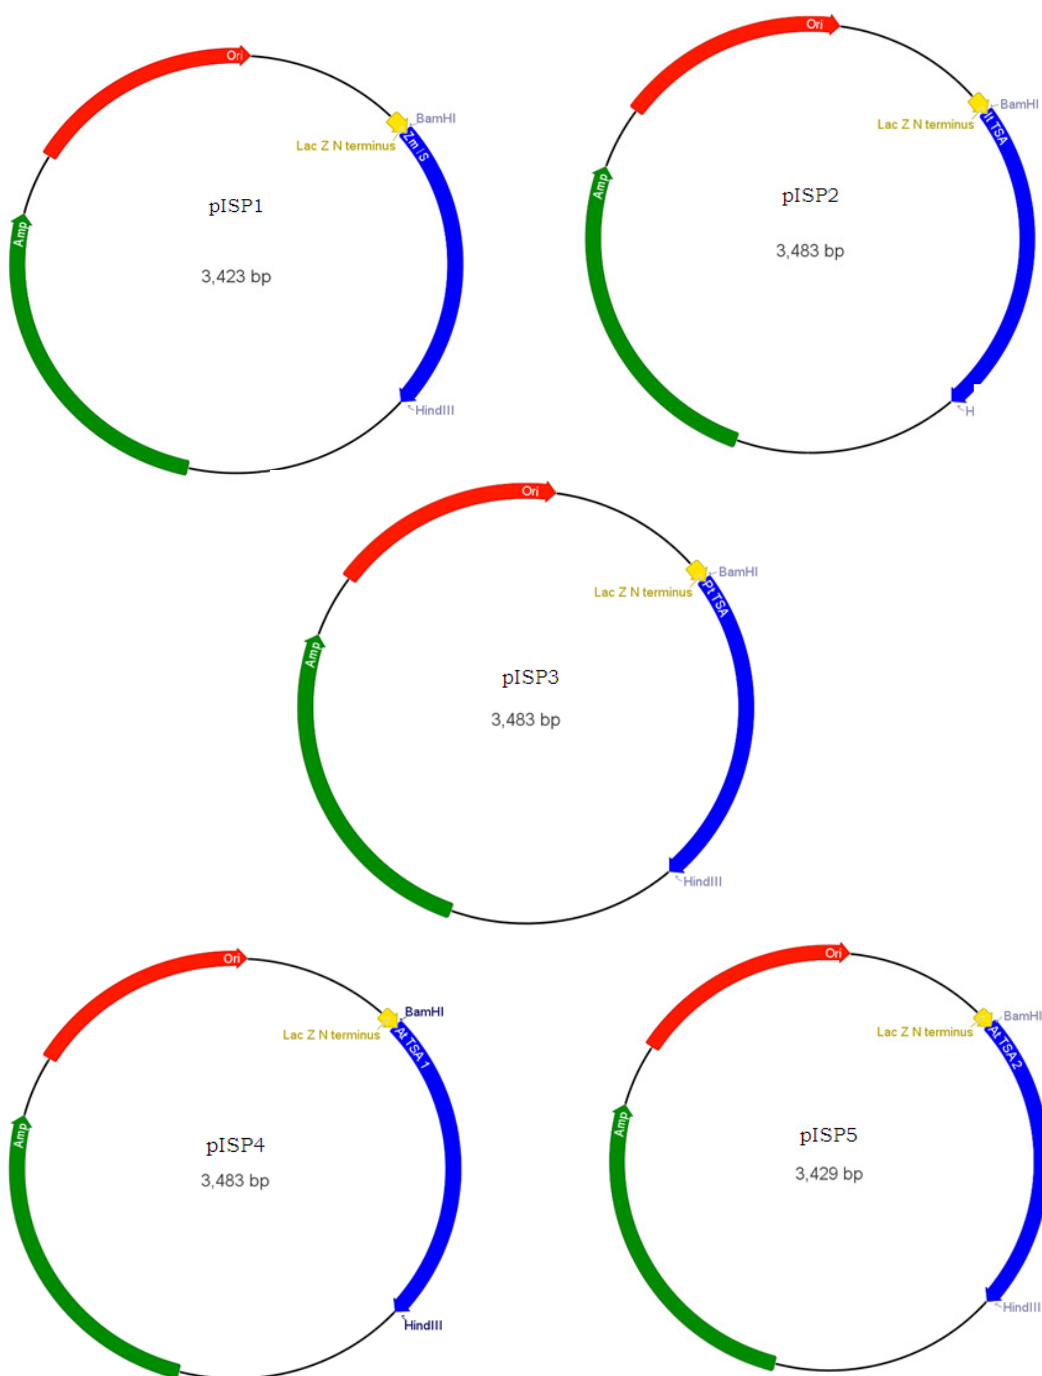 Ori
BamHI
Lac Z N terminus
Zm IS
Amp
pISP1
3,423 bp
HindIII
Ori
BamHI
Lac Z N terminus
It TSA
Amp
pISP2
3,483 bp
H
Ori
BamHI
Lac Z N terminus
Pt TSA
Amp
pISP3
3,483 bp
HindIII
Ori
BamHI
Lac Z N terminus
At TSA 1
Amp
pISP4
3,483 bp
HindIII
Ori
BamHI
Lac Z N terminus
At TSA 2
Amp
pISP5
3,429 bp
HindIII